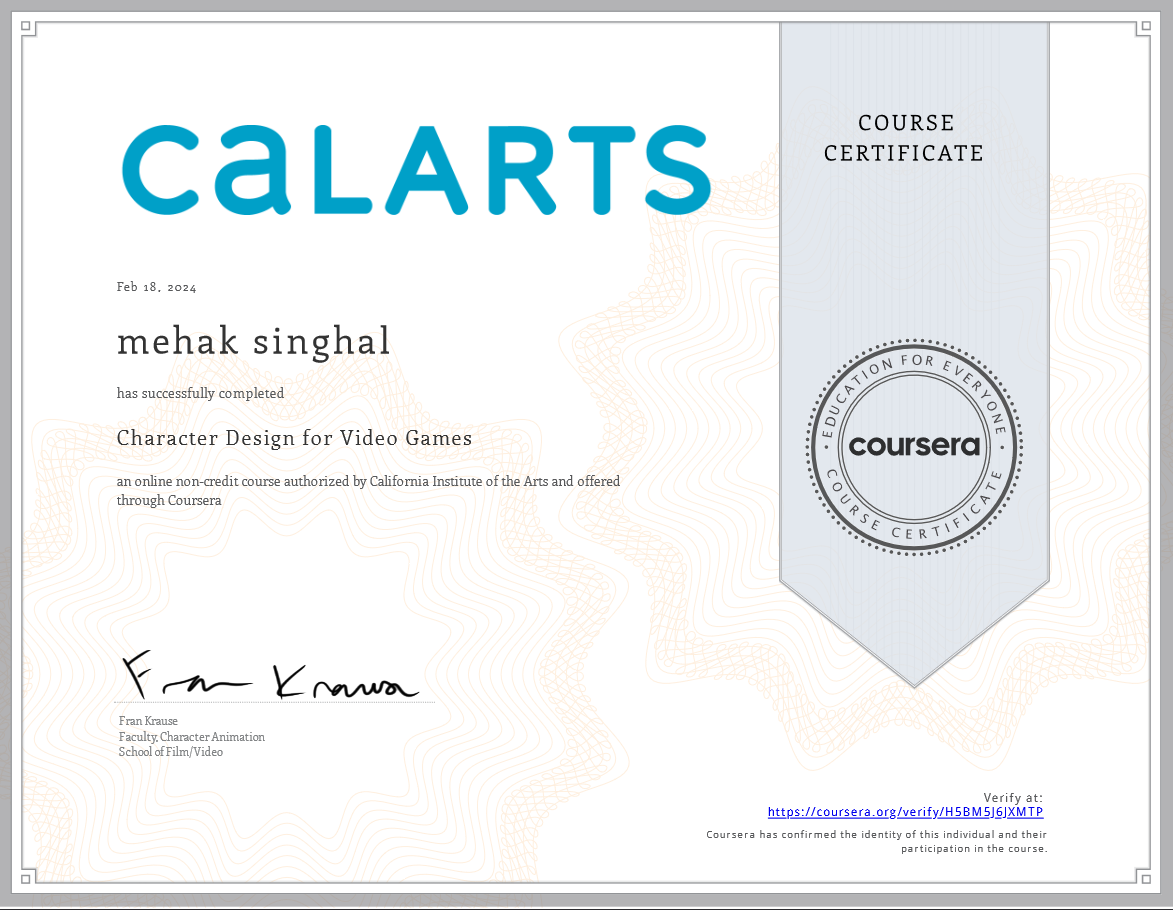 CALARTS
COURSE
CERTIFICATE
Feb 18, 2024
mehak singhal
has successfully completed
Character Design for Video Games
an online non-credit course authorized by California Institute of the Arts and offered
through Coursera
EDUCATION FOR EVERYONE
coursera
COURSE CERTIFICATE
Fran Krause
Fran Krause
Faculty, Character Animation
School of Film/Video
Verify at:
https://coursera.org/verify/H5BM5J6JXMTP
Coursera has confirmed the identity of this individual and their
participation in the course.